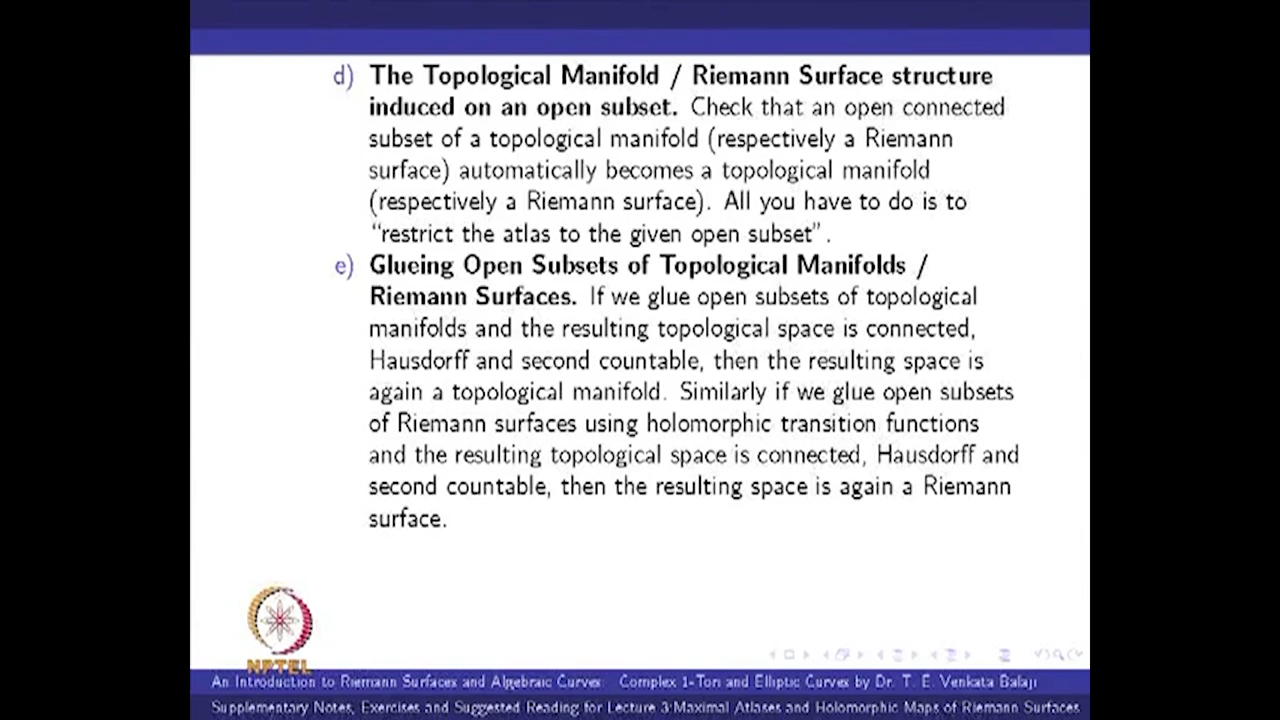 d) The Topological Manifold / Riemann Surface structure
induced on an open subset. Check that an open connected
subset of a topological manifold (respectively a Riemann
surface) automatically becomes a topological manifold
(respectively a Riemann surface). All you have to do is to
“restrict the atlas to the given open subset”.
e) Glueing Open Subsets of Topological Manifolds /
Riemann Surfaces. If we glue open subsets of topological
manifolds and the resulting topological space is connected,
Hausdorff and second countable, then the resulting space is
again a topological manifold. Similarly if we glue open subsets
of Riemann surfaces using holomorphic transition functions
and the resulting topological space is connected, Hausdorff and
second countable, then the resulting space is again a Riemann
surface.
NPTEL
An Introduction to Riemann Surfaces and Algebraic Curves: Complex 1-Tori and Elliptic Curves by Dr. T. E. Venkata Balaji
Supplementary Notes, Exercises and Suggested Reading for Lecture 3:Maximal Atlases and Holomorphic Maps of Riemann Surfaces